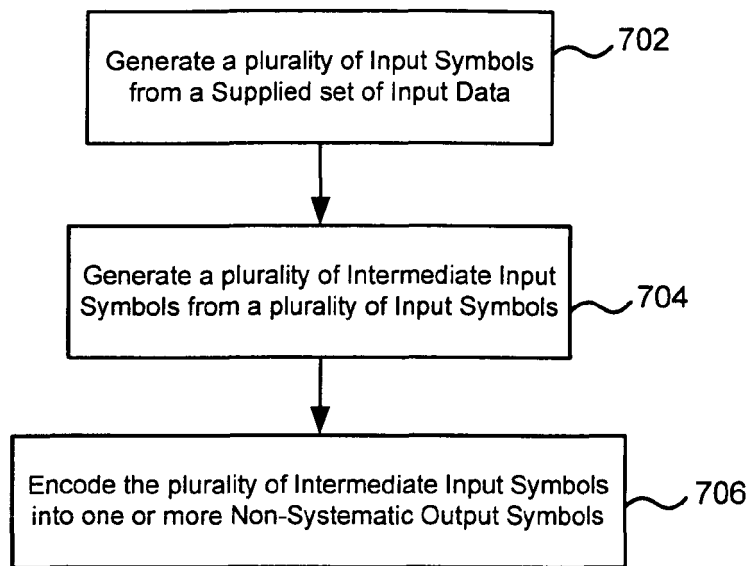 Generate a plurality of Input Symbols
from a Supplied set of Input Data
702
Generate a plurality of Intermediate Input
Symbols from a plurality of Input Symbols
704
Encode the plurality of Intermediate Input Symbols
into one or more Non-Systematic Output Symbols
706